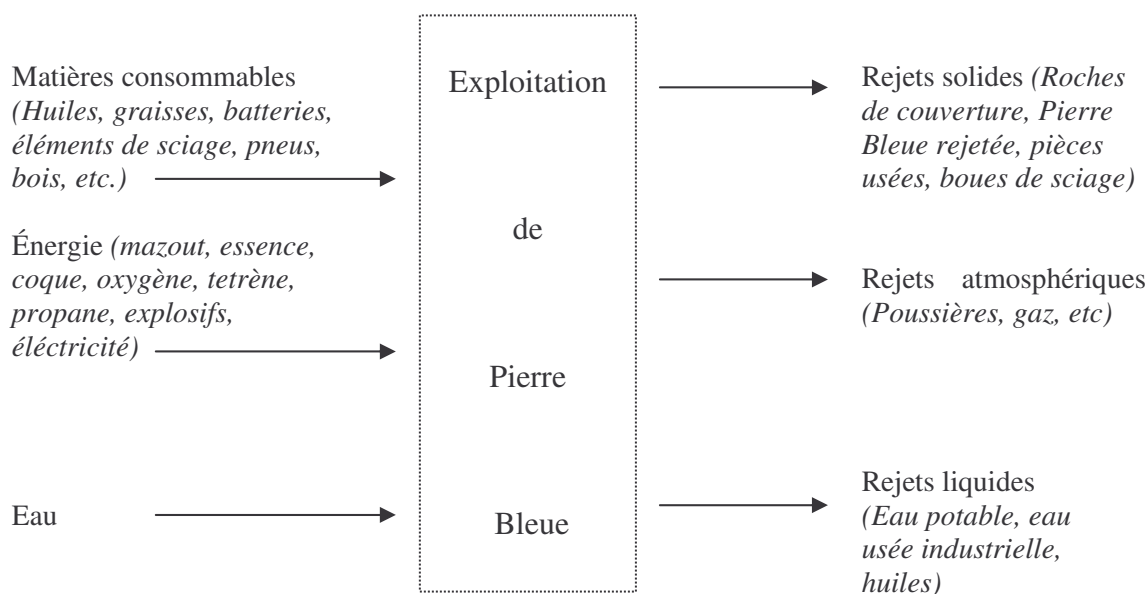 Matières consommables
(Huiles, graisses, batteries,
éléments de sciage, pneus,
bois, etc.)
Énergie (mazout, essence,
coque, oxygène, tetrène,
propane, explosifs,
éléctricité)
Eau
Exploitation
de
Pierre
Bleue
Rejets solides (Roches
de couverture, Pierre
Bleue rejetée, pièces
usées, boues de sciage)
Rejets atmosphériques
(Poussières, gaz, etc)
Rejets liquides
(Eau potable, eau
usée industrielle,
huiles)